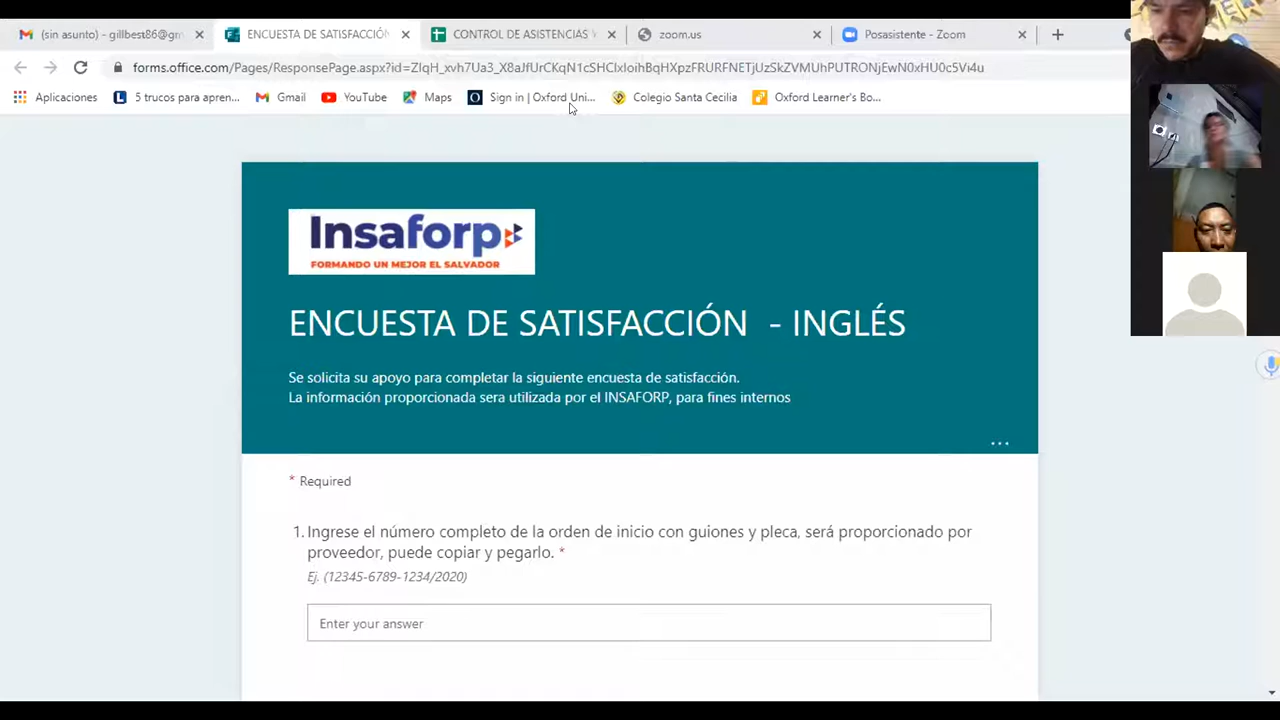 (sin asunto) - gillbest86@gm
ENCUESTA DE SATISFACCIÓN
CONTROL DE ASISTENCIAS V
zoom.us
Posasistente - Zoom
forms.office.com/Pages/ResponsePage.aspx?id=ZIqH_xvh7Ua3_X8aJfUrCKqN1cSHClxIoihBqHXpzFRURFNETjUzSkZVMUhPUTRONjEwN0xHU0c5Vi4u
Aplicaciones
5 trucos para apren...
Gmail
YouTube
Maps
Sign in | Oxford Uni...
Colegio Santa Cecilia
Oxford Learner's Bo...
Insaforp
FORMANDO UN MEJOR EL SALVADOR
ENCUESTA DE SATISFACCIÓN - INGLÉS
Se solicita su apoyo para completar la siguiente encuesta de satisfacción.
La información proporcionada sera utilizada por el INSAFORP, para fines internos
* Required
1. Ingrese el número completo de la orden de inicio con guiones y pleca, será proporcionado por
proveedor, puede copiar y pegarlo. *
Ej. (12345-6789-1234/2020)
Enter your answer